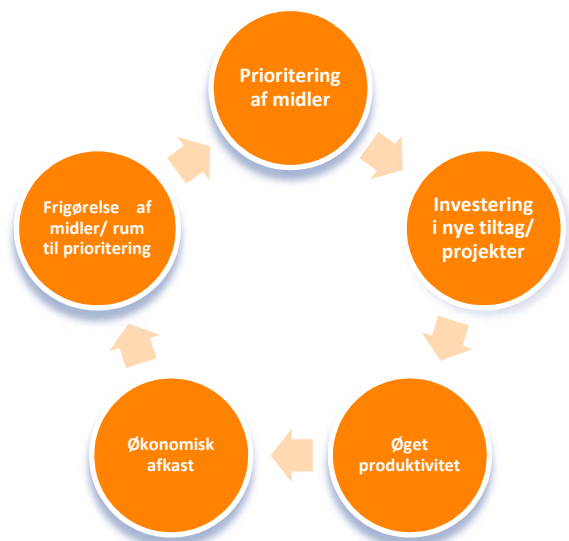 Prioritering
af midler
Investering
i nye tiltag/
projekter
Øget
produktivitet
Økonomisk
afkast
Frigørelse af
midler/ rum
til prioritering